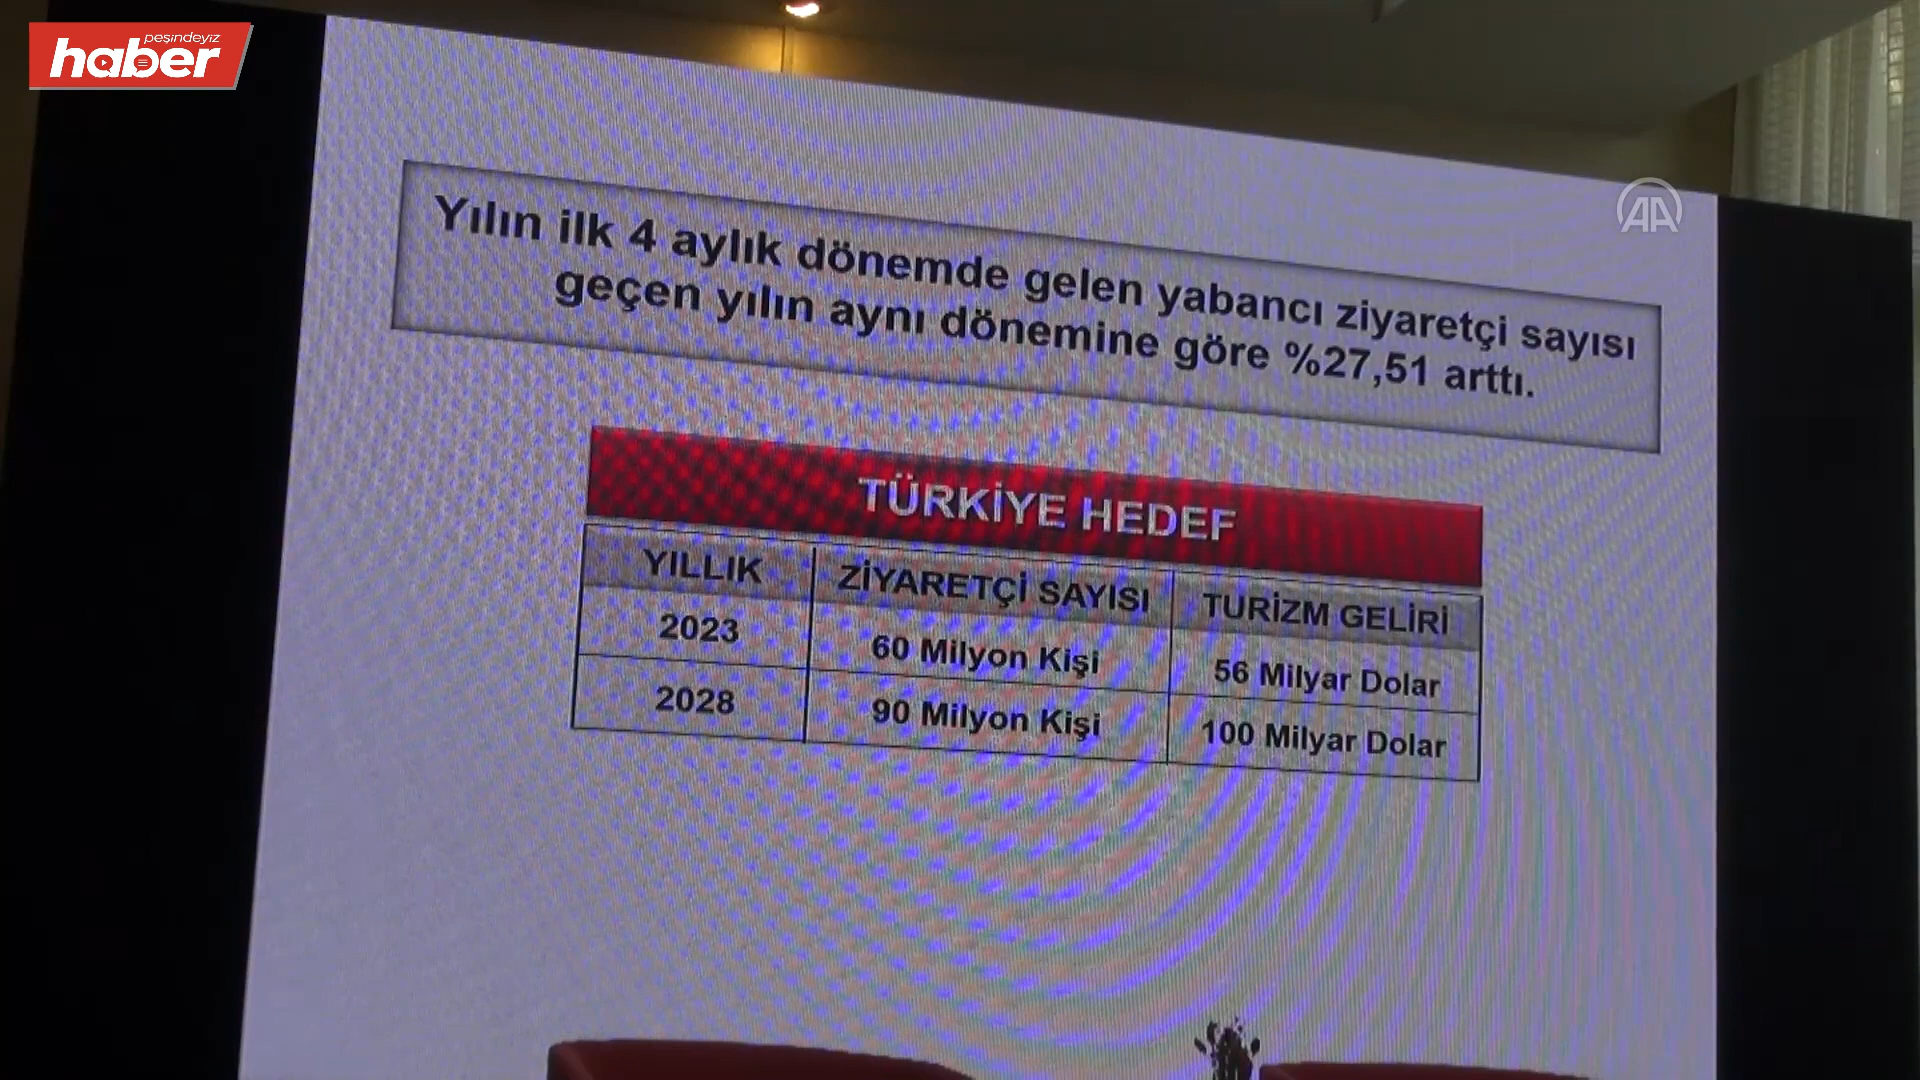 peşindeyiz
haber
AA
Yılın ilk 4 aylık dönemde gelen yabancı ziyaretçi sayısı
geçen yılın aynı dönemine göre %27,51 arttı.
TÜRKİYE HEDEF
YILLIK ZİYARETÇİ SAYISI TURİZM GELİRİ
2023 60 Milyon Kişi 56 Milyar Dolar
2028 90 Milyon Kişi 100 Milyar Dolar